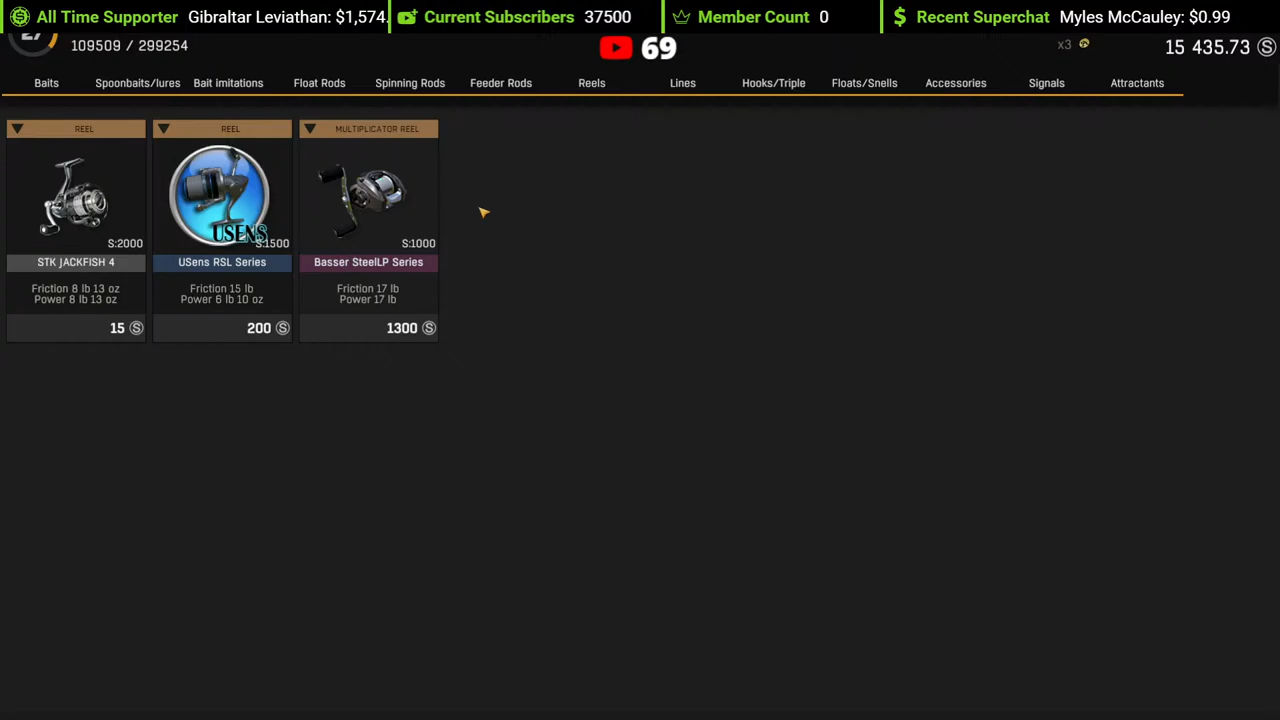 All Time Supporter Gibraltar Leviathan: $1,574. Current Subscribers 37500 Member Count 0 Recent Superchat Myles McCauley: $0.99
27 109509 / 299254 69 x3 15 435.73 S
Baits Spoonbaits/lures Bait imitations Float Rods Spinning Rods Feeder Rods Reels Lines Hooks/Triple Floats/Snells Accessories Signals Attractants
REEL REEL MULTIPLICATOR REEL
USENS
S:2000 S:1500 S:1000
STK JACKFISH 4 USens RSL Series Basser SteelLP Series
Friction 8 lb 13 oz Friction 15 lb Friction 17 lb
Power 8 lb 13 oz Power 6 lb 10 oz Power 17 lb
15 S 200 S 1300 S